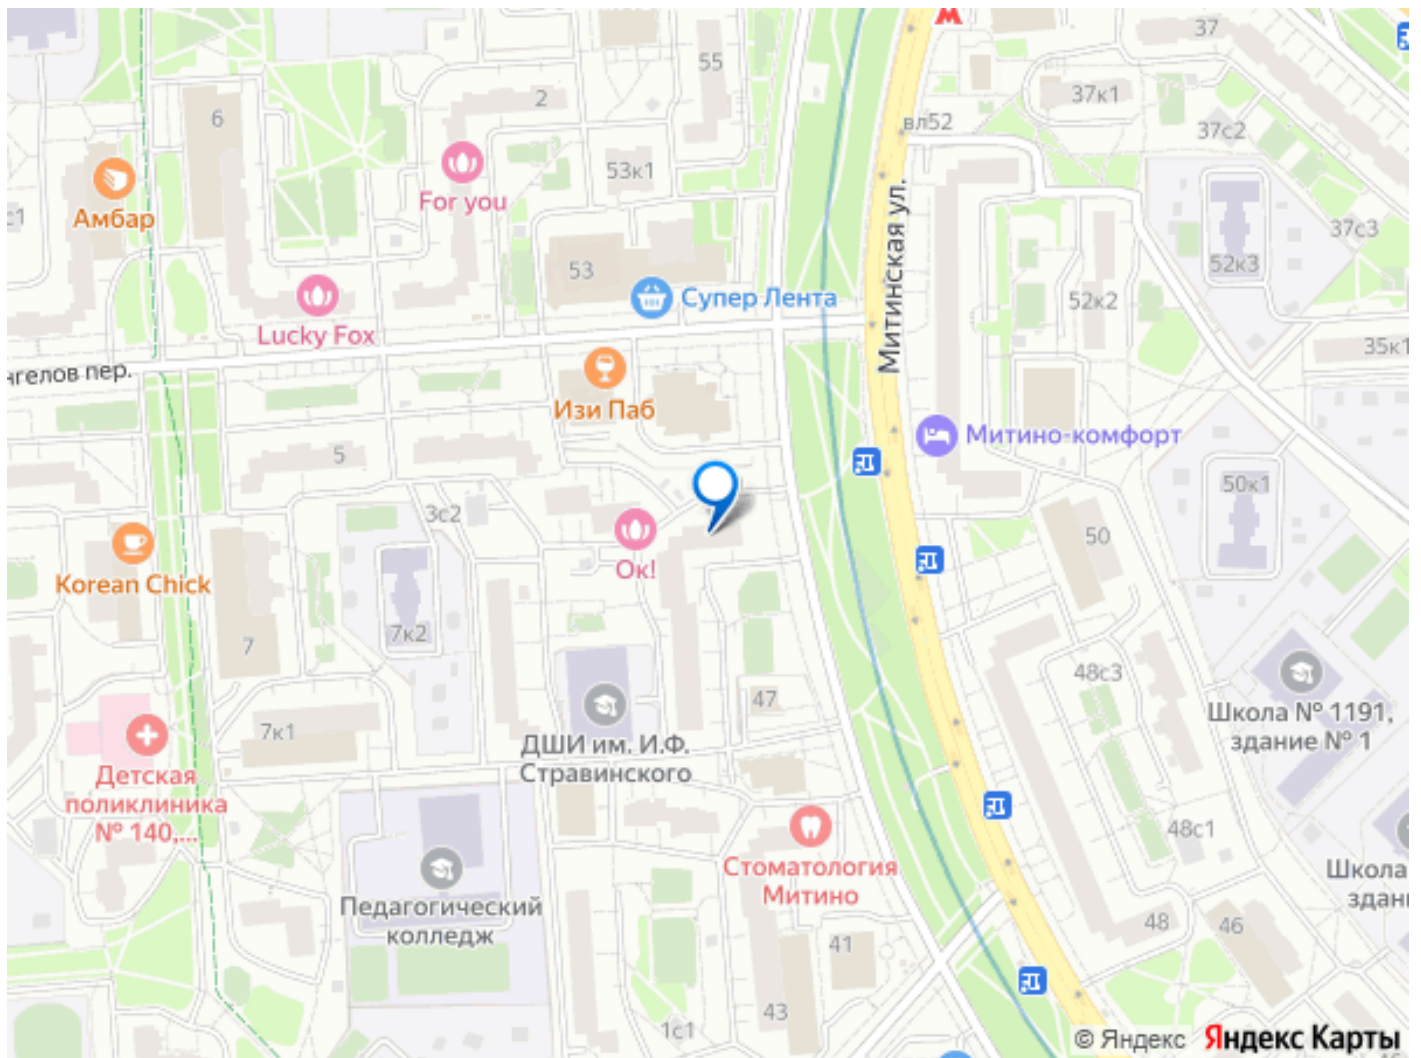 37
55
37к1
2
6
вл52
37с2
53к1
For you
Амбар
с1
Митинская ул.
37с3
52к3
53
Супер Лента
52к2
Lucky Fox
35к1
нгелов пер.
Изи Паб
Митино-комфорт
5
50к1
3с2
50
Ок!
Korean Chick
7к2
7
48с3
47
Школа № 1191,
здание № 1
7к1
ДШИ им. И.Ф.
Стравинского
Детская
поликлиника
№ 140,...
48с1
Стоматология
Митино
Школа
здан
Педагогический
колледж
48
46
41
43
1с1
© Яндекс
Яндекс Карты